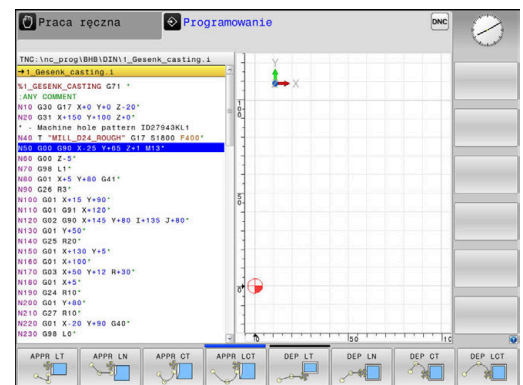 Praca ręczna
Programowanie
DNC
TNC:\nc_prog\BHB\DIN\1_Gesenk_casting.i
→1_Gesenk_casting.i
%1_GESENK_CASTING G71 *
;ANY COMMENT
N10 G30 G17 X+0 Y+0 Z-20*
N20 G31 X+150 Y+100 Z+0*
* - Machine hole pattern ID27943KL1
N40 T "MILL_D24_ROUGH" G17 S1800 F400*
N50 G00 G90 X-25 Y+65 Z+1 M13*
N60 G00 Z-5*
N70 G98 L1*
N80 G01 X+5 Y+80 G41*
N90 G26 R3*
N100 G01 X+15 Y+90*
N110 G01 G91 X+120*
N120 G02 G90 X+145 Y+80 I+135 J+80*
N130 G01 Y+50*
N140 G25 R20*
N150 G01 X+130 Y+5*
N160 G01 X+100*
N170 G03 X+50 Y+12 R+30*
N180 G01 X+5*
N190 G24 R10*
N200 G01 Y+80*
N210 G27 R10*
N220 G01 X-20 Y+90 G40*
N230 G98 L0*
Y
X
100
50
0
0
50
10
APPR LT
APPR LN
APPR CT
APPR LCT
DEP LT
DEP LN
DEP CT
DEP LCT